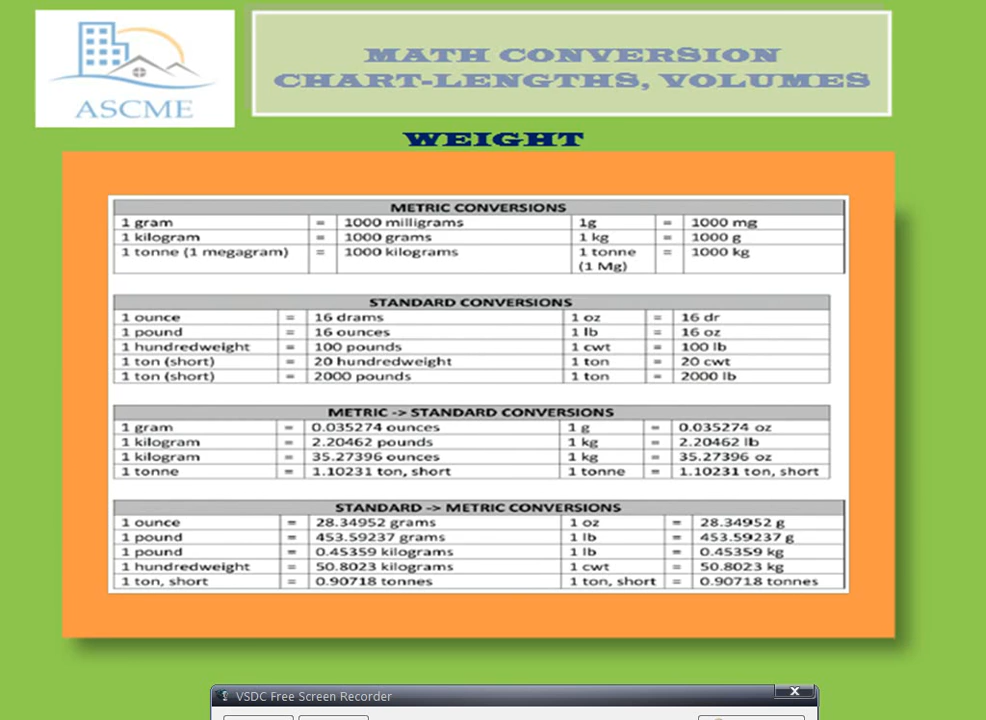 ASCME
MATH CONVERSION
CHART-LENGTHS, VOLUMES
WEIGHT
METRIC CONVERSIONS
1 gram = 1000 milligrams 1g = 1000 mg
1 kilogram = 1000 grams 1 kg = 1000 g
1 tonne (1 megagram) = 1000 kilograms 1 tonne = 1000 kg
(1 Mg)
STANDARD CONVERSIONS
1 ounce = 16 drams 1 oz = 16 dr
1 pound = 16 ounces 1 lb = 16 oz
1 hundredweight = 100 pounds 1 cwt = 100 lb
1 ton (short) = 20 hundredweight 1 ton = 20 cwt
1 ton (short) = 2000 pounds 1 ton = 2000 lb
METRIC -> STANDARD CONVERSIONS
1 gram = 0.035274 ounces 1 g = 0.035274 oz
1 kilogram = 2.20462 pounds 1 kg = 2.20462 lb
1 kilogram = 35.27396 ounces 1 kg = 35.27396 oz
1 tonne = 1.10231 ton, short 1 tonne = 1.10231 ton, short
STANDARD -> METRIC CONVERSIONS
1 ounce = 28.34952 grams 1 oz = 28.34952 g
1 pound = 453.59237 grams 1 lb = 453.59237 g
1 pound = 0.45359 kilograms 1 lb = 0.45359 kg
1 hundredweight = 50.8023 kilograms 1 cwt = 50.8023 kg
1 ton, short = 0.90718 tonnes 1 ton, short = 0.90718 tonnes
VSDC Free Screen Recorder